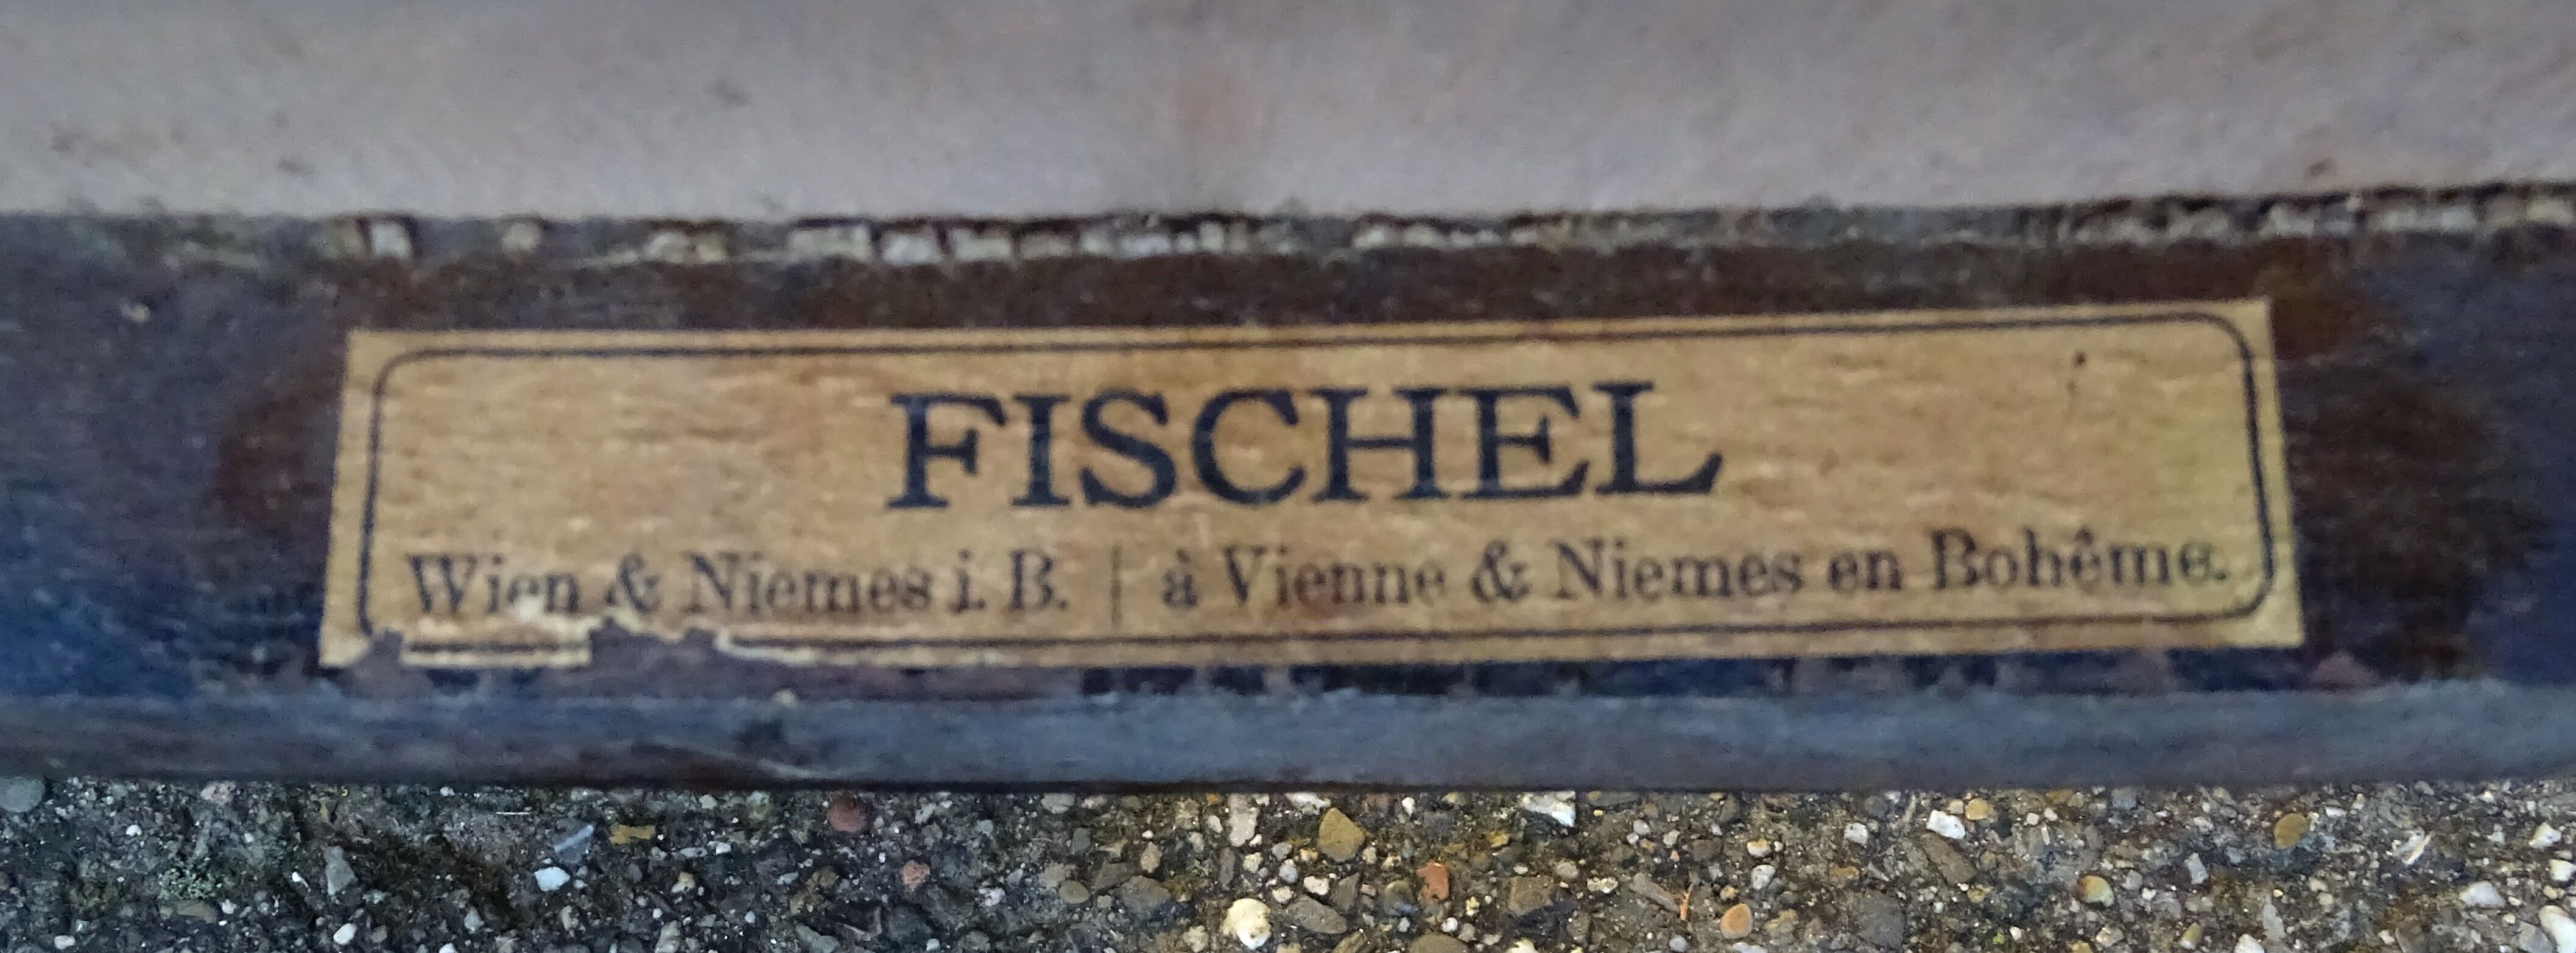 FISCHEL
Wien & Niemes i. B. | à Vienne & Niemes en Bohême.